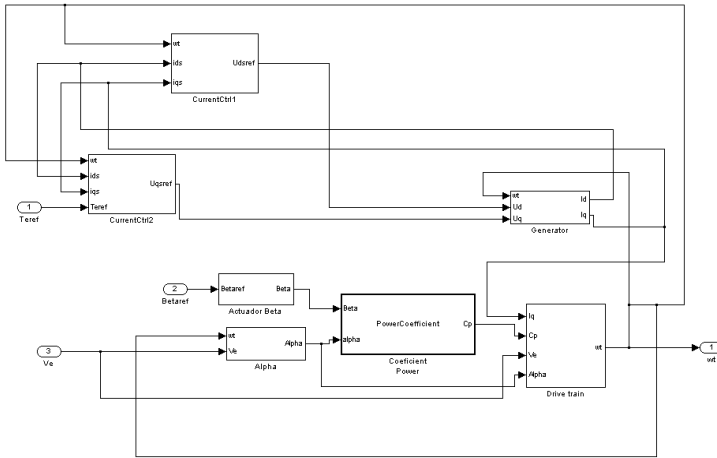 wt
ids
iqs
Udsref
CurrentCtrl1
wt
ids
iqs
Teref
Uqsref
CurrentCtrl2
1
Teref
wt
Ud
Uq
Id
Iq
Generator
2
Betaref
Betaref
Beta
Actuador Beta
Beta
alpha
PowerCoefficient
Cp
Coeficient
Power
3
Ve
wt
Ve
Alpha
Alpha
Iq
Cp
Ve
Alpha
wt
Drive train
1
wt